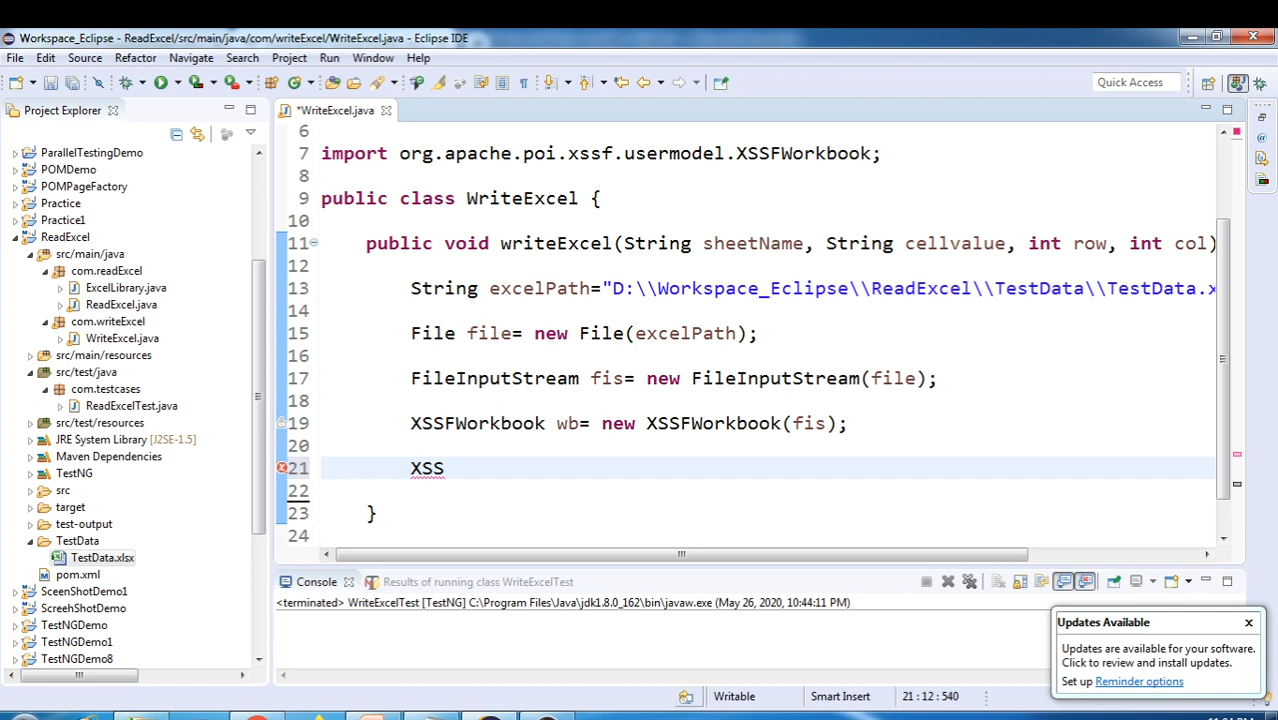 Workspace_Eclipse - ReadExcel/src/main/java/com/writeExcel/WriteExcel.java - Eclipse IDE
File Edit Source Refactor Navigate Search Project Run Window Help
Quick Access
Project Explorer
ParallelTestingDemo
POMDemo
POMPageFactory
Practice
Practice1
ReadExcel
src/main/java
com.readExcel
ExcelLibrary.java
ReadExcel.java
com.writeExcel
WriteExcel.java
src/main/resources
src/test/java
com.testcases
ReadExcelTest.java
src/test/resources
JRE System Library [J2SE-1.5]
Maven Dependencies
TestNG
src
target
test-output
TestData
TestData.xlsx
pom.xml
SceenShotDemo1
ScreehShotDemo
TestNGDemo
TestNGDemo1
TestNGDemo8
*WriteExcel.java
6
7 import org.apache.poi.xssf.usermodel.XSSFWorkbook;
8
9 public class WriteExcel {
10
11 public void writeExcel(String sheetName, String cellvalue, int row, int col)
12
13 String excelPath="D:\\Workspace_Eclipse\\ReadExcel\\TestData\\TestData.x
14
15 File file= new File(excelPath);
16
17 FileInputStream fis= new FileInputStream(file);
18
19 XSSFWorkbook wb= new XSSFWorkbook(fis);
20
21 XSS
22
23 }
24
Console Results of running class WriteExcelTest
<terminated> WriteExcelTest [TestNG] C:\Program Files\Java\jdk1.8.0_162\bin\javaw.exe (May 26, 2020, 10:44:11 PM)
Updates Available
Updates are available for your software.
Click to review and install updates.
Set up Reminder options
Writable Smart Insert 21 : 12 : 540